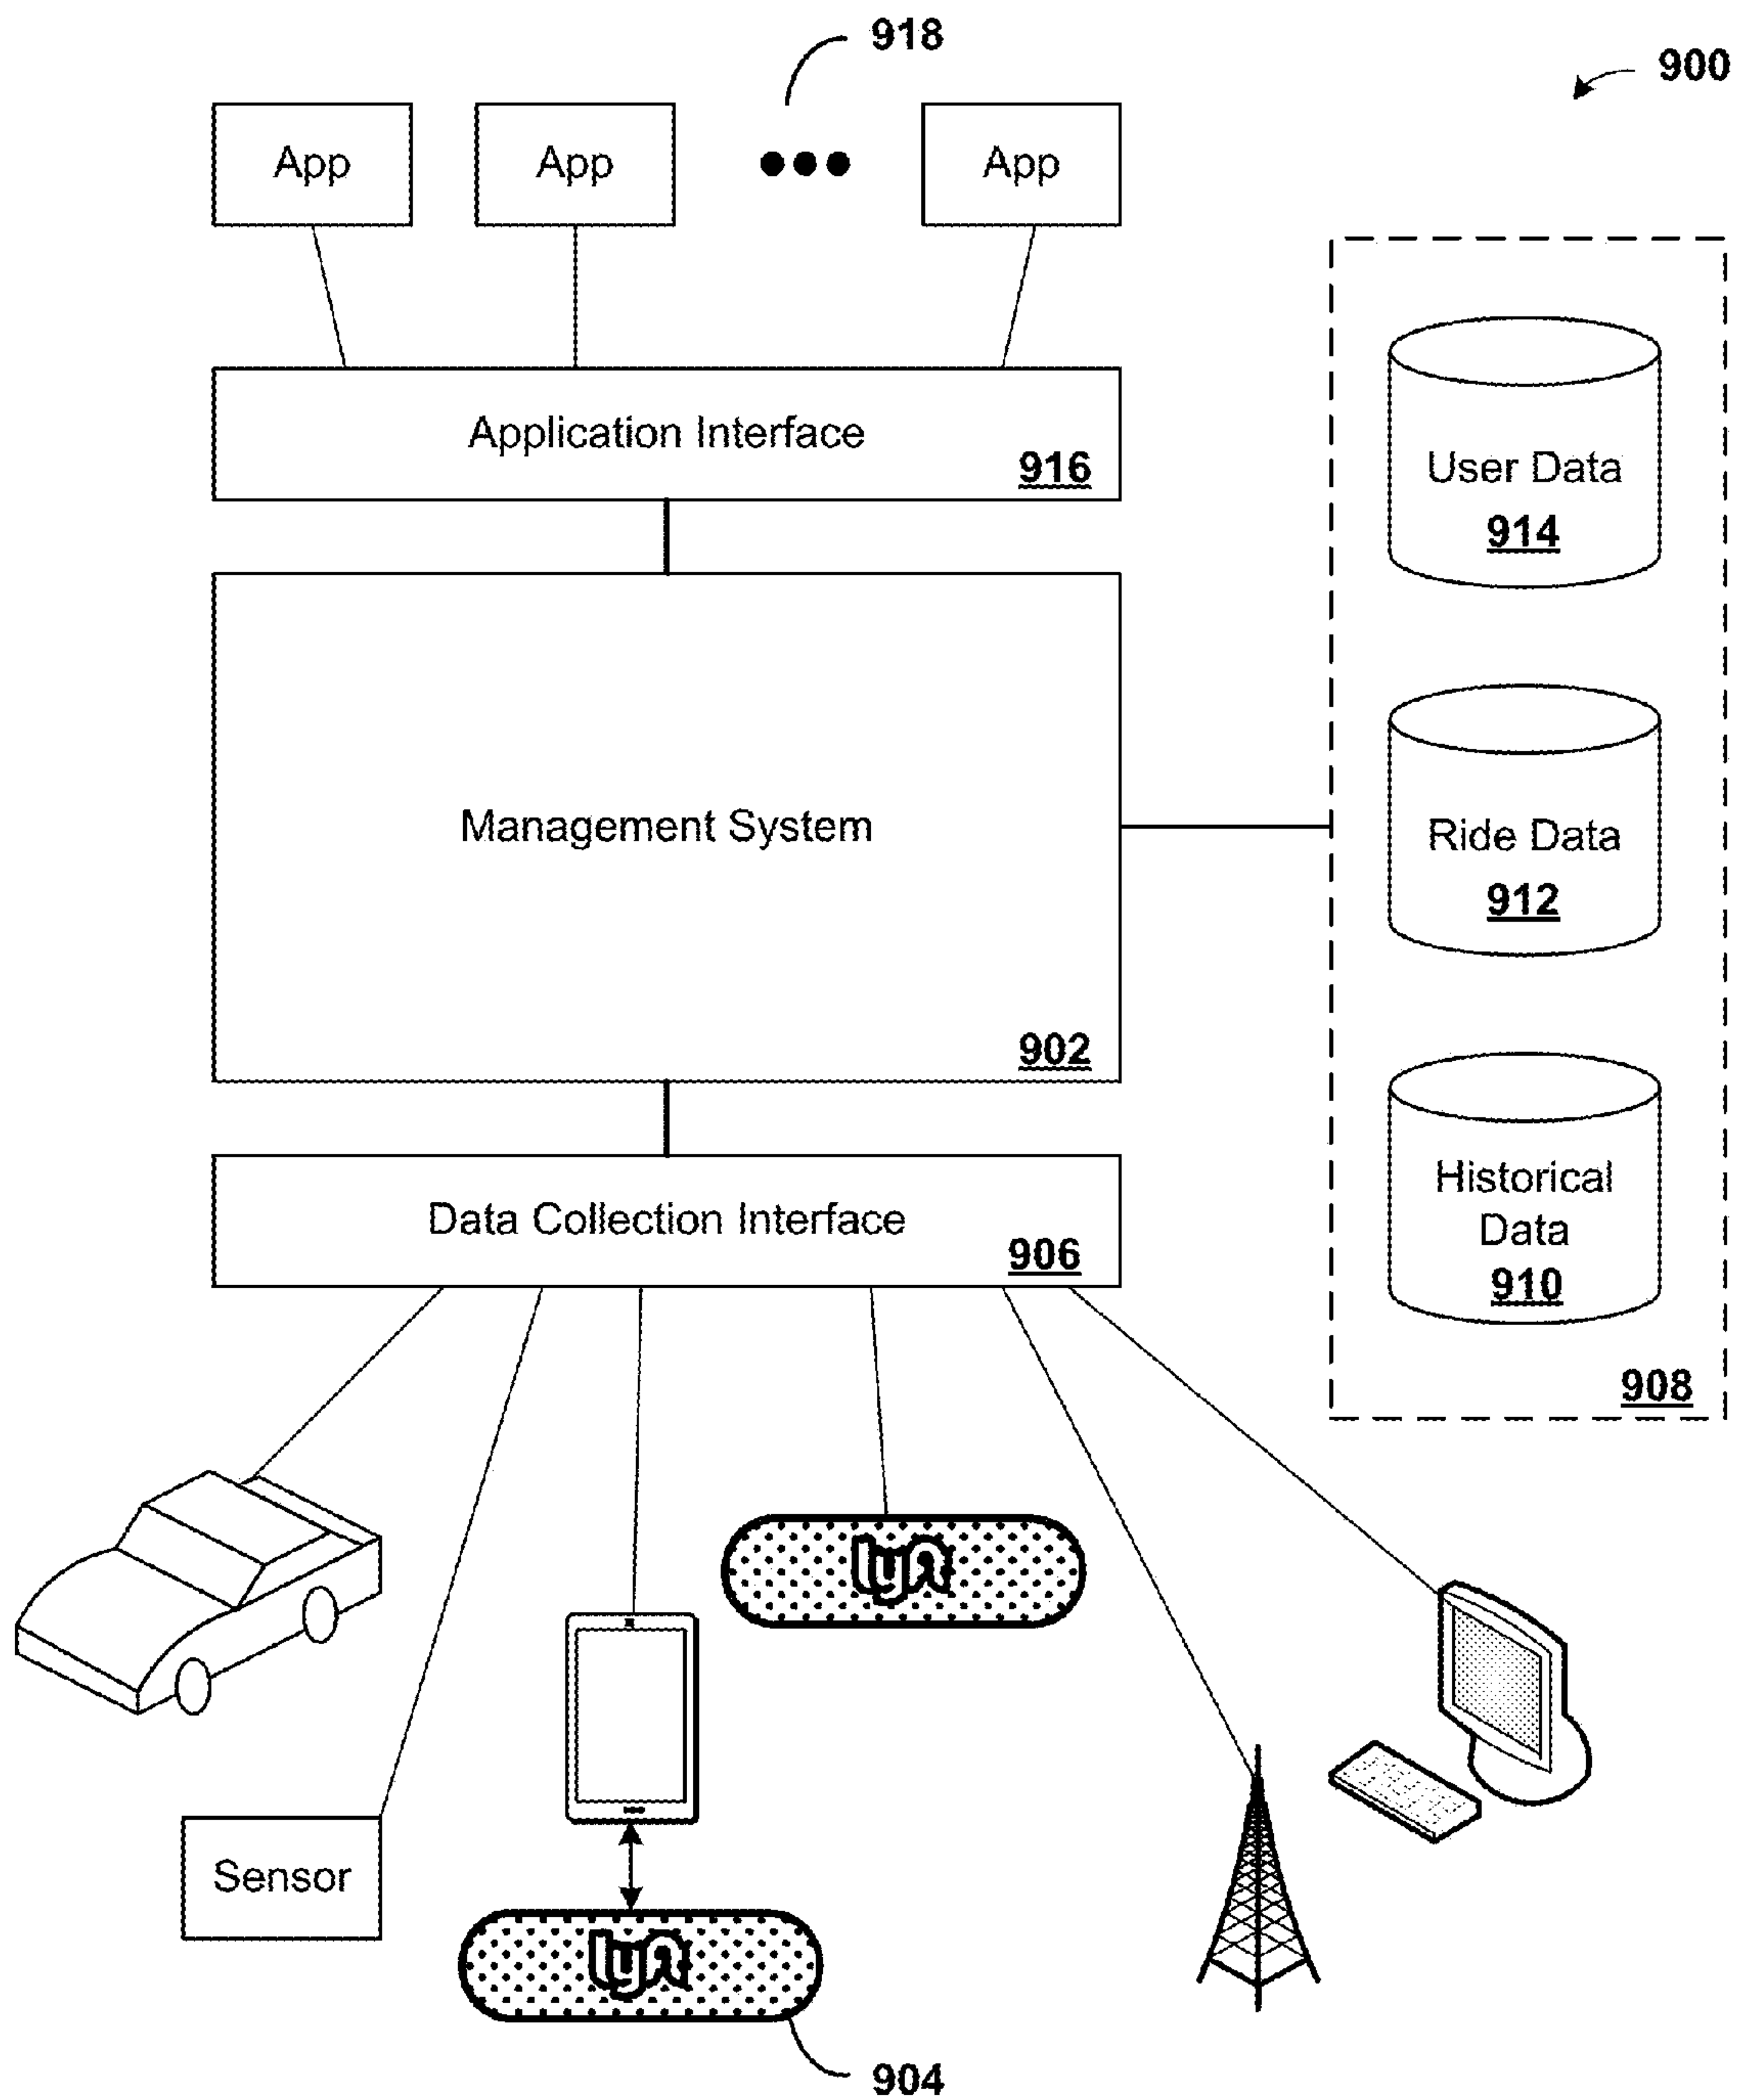 918
900
App
App
App
Application Interface
916
User Data
914
Management System
902
Ride Data
912
Data Collection Interface
906
Historical
Data
910
908
lyft
Sensor
lyft
904